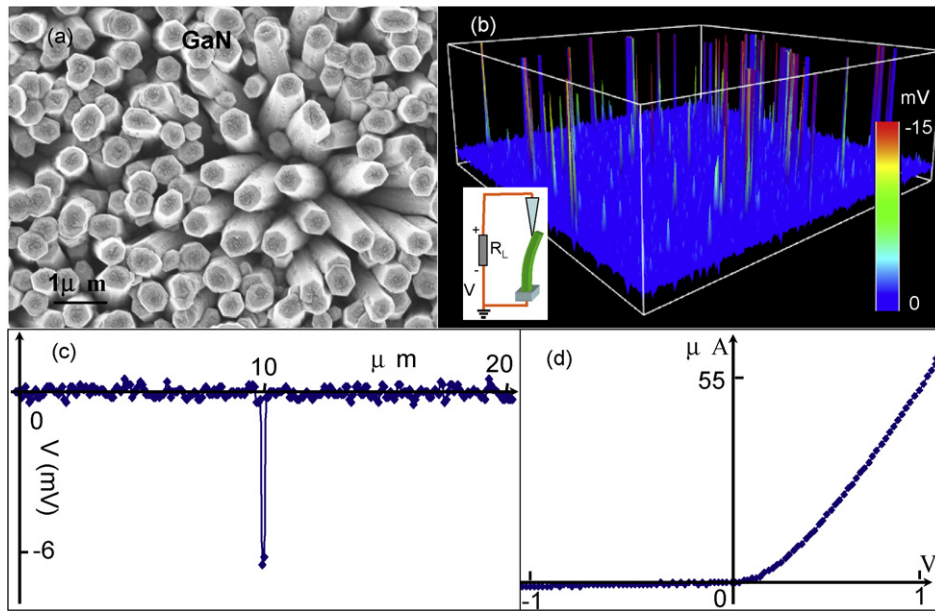 (a)
GaN
1μ m
(b)
mV
-15
0
+
R_L
-
V
(c)
μ m
10
20
0
V (mV)
-6
(d)
μ A
55
V
-1
0
1